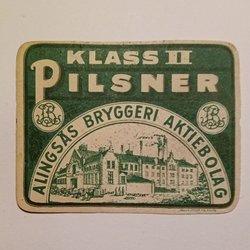 KLASS II
PILSNER
ALINGSÅS BRYGGERI AKTIEBOLAG